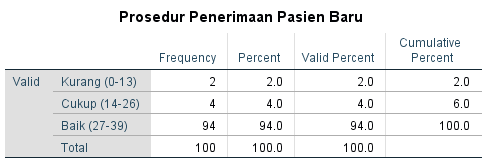 Prosedur Penerimaan Pasien Baru
Frequency Percent Valid Percent Cumulative Percent
Valid Kurang (0-13) 2 2.0 2.0 2.0
Cukup (14-26) 4 4.0 4.0 6.0
Baik (27-39) 94 94.0 94.0 100.0
Total 100 100.0 100.0